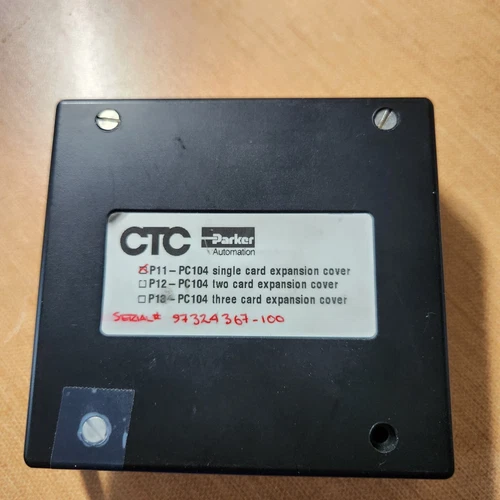 CTC Parker
Automation
☒P11-PC104 single card expansion cover
☐P12-PC104 two card expansion cover
☐P13-PC104 three card expansion cover
SERIAL# 97324367-100